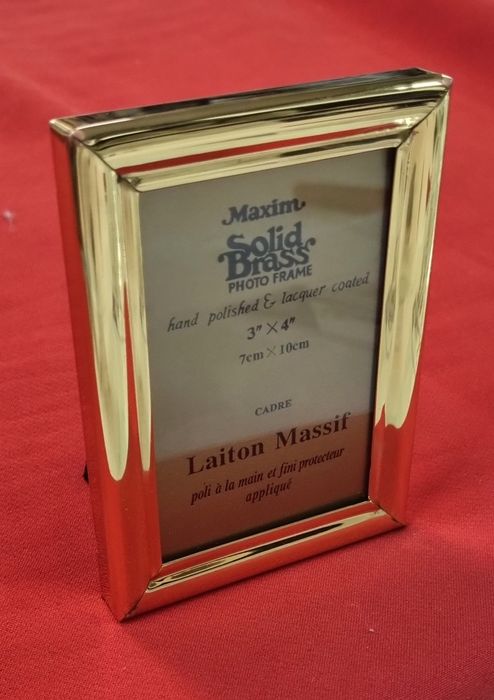 Maxim
Solid
Brass
PHOTO FRAME
hand polished & lacquer coated
3" × 4"
7cm × 10cm
CADRE
Laiton Massif
poli à la main et fini protecteur
appliqué